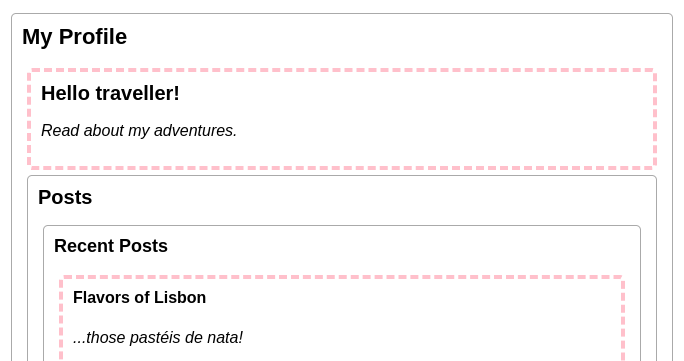 My Profile
Hello traveller!
Read about my adventures.
Posts
Recent Posts
Flavors of Lisbon
...those pastéis de nata!